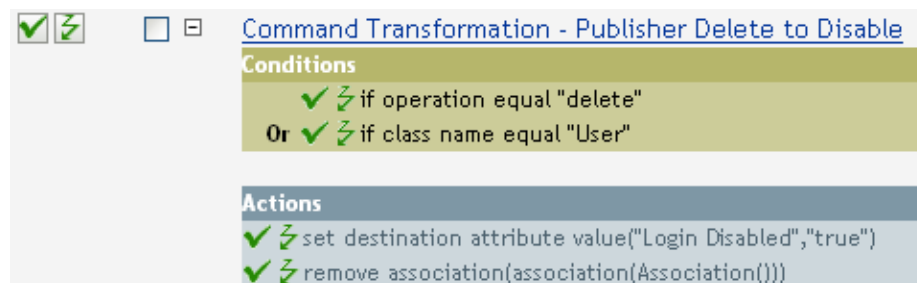 Command Transformation - Publisher Delete to Disable
Conditions
if operation equal "delete"
Or if class name equal "User"
Actions
set destination attribute value("Login Disabled","true")
remove association(association(Association()))